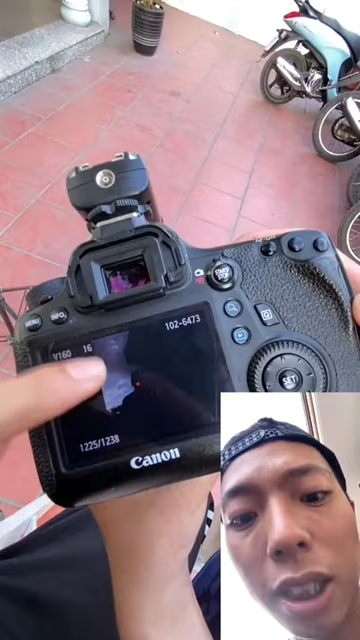 START
STOP
MENU
INFO.
102-6473
1/160 16
SET
1225/1238
Canon